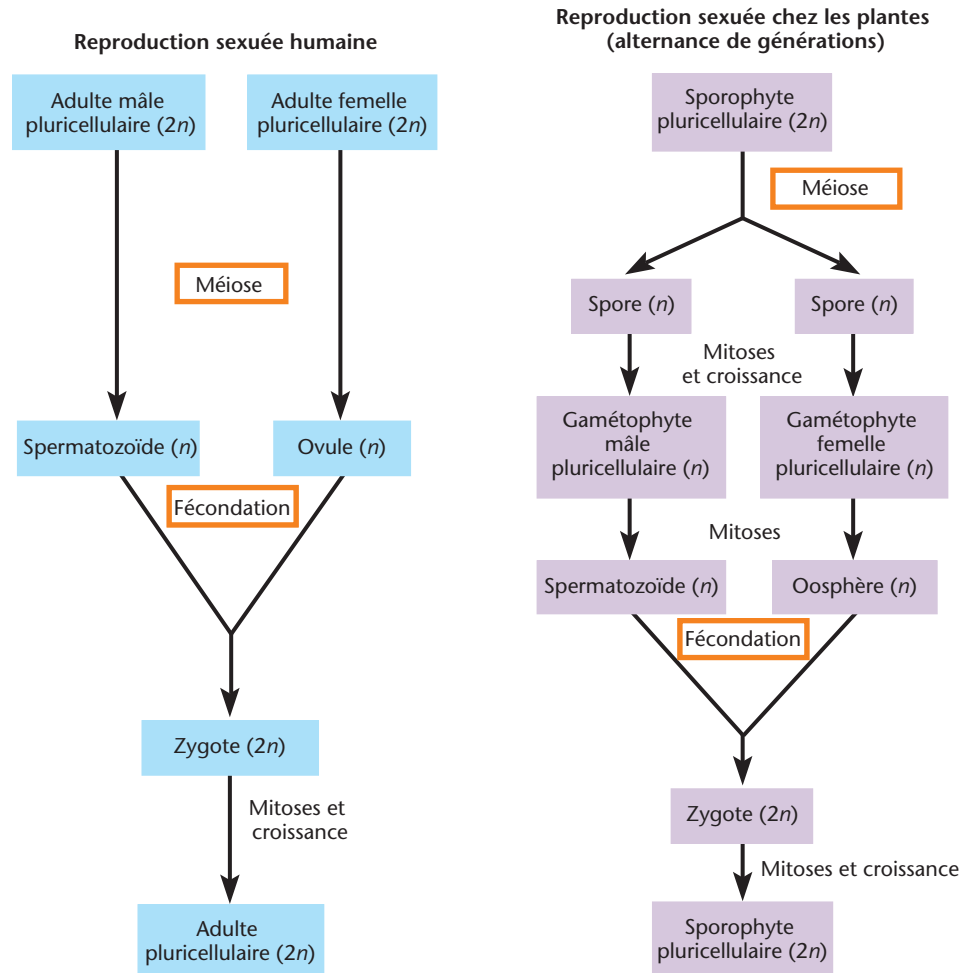 Reproduction sexuée humaine
Adulte mâle
pluricellulaire (2n)
Adulte femelle
pluricellulaire (2n)
Méiose
Spermatozoïde (n)
Ovule (n)
Fécondation
Zygote (2n)
Mitoses et
croissance
Adulte
pluricellulaire (2n)
Reproduction sexuée chez les plantes
(alternance de générations)
Sporophyte
pluricellulaire (2n)
Méiose
Spore (n)
Spore (n)
Mitoses
et croissance
Gamétophyte
mâle
pluricellulaire (n)
Gamétophyte
femelle
pluricellulaire (n)
Mitoses
Spermatozoïde (n)
Oosphère (n)
Fécondation
Zygote (2n)
Mitoses et croissance
Sporophyte
pluricellulaire (2n)